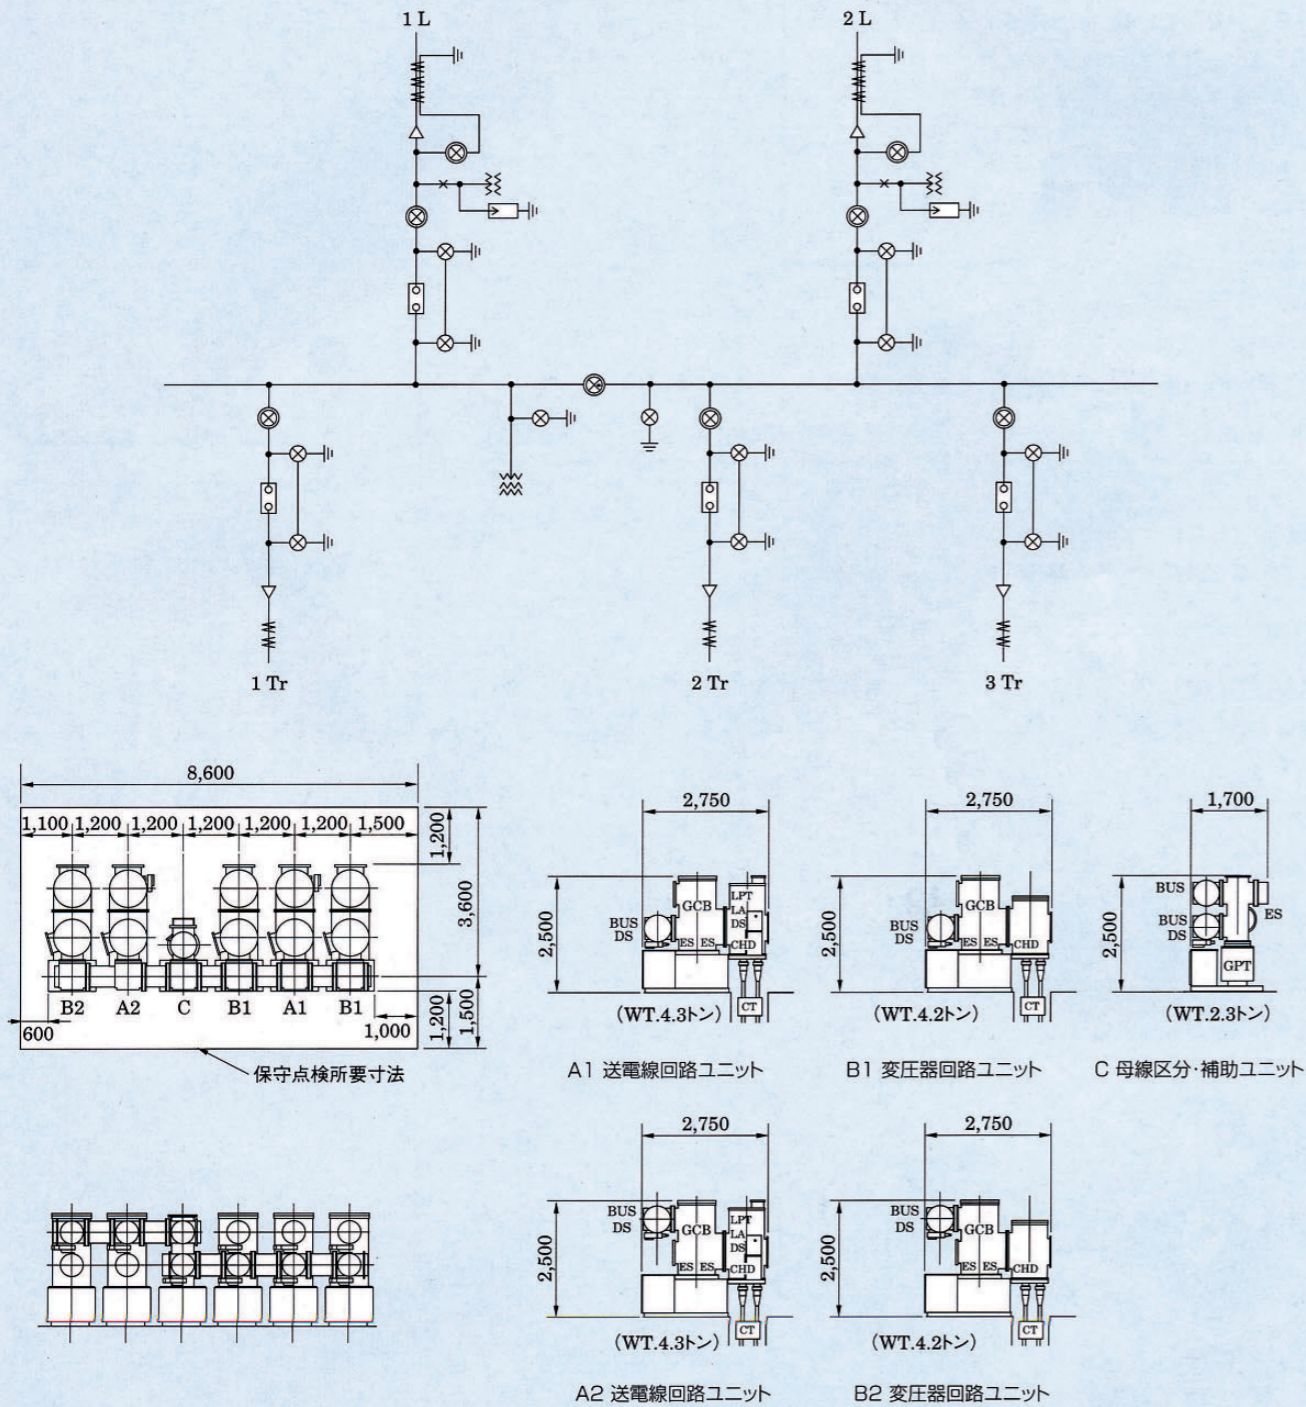 1 L
2 L
1 Tr
2 Tr
3 Tr
8,600
1,100
1,200
1,200
1,200
1,200
1,200
1,500
1,200
3,600
1,200
1,500
B2
A2
C
B1
A1
B1
600
1,000
保守点検所要寸法
2,750
2,500
BUS
DS
GCB
LPT
LA
DS
ES
ES
CHD
CT
(WT.4.3トン)
A1 送電線回路ユニット
2,750
2,500
BUS
DS
GCB
ES
ES
CHD
CT
(WT.4.2トン)
B1 変圧器回路ユニット
1,700
2,500
BUS
BUS
DS
ES
GPT
(WT.2.3トン)
C 母線区分・補助ユニット
2,750
2,500
BUS
DS
GCB
LPT
LA
DS
ES
ES
CHD
CT
(WT.4.3トン)
A2 送電線回路ユニット
2,750
2,500
BUS
DS
GCB
ES
ES
CHD
CT
(WT.4.2トン)
B2 変圧器回路ユニット